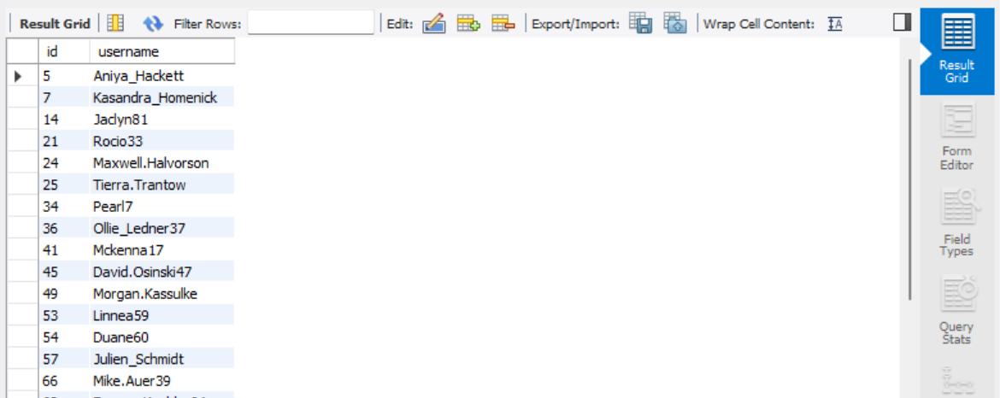 Result Grid Filter Rows: Edit: Export/Import: Wrap Cell Content: IA
id username
5 Aniya_Hackett
7 Kasandra_Homenick
14 Jaclyn81
21 Rocio33
24 Maxwell.Halvorson
25 Tierra.Trantow
34 Pearl7
36 Ollie_Ledner37
41 Mckenna17
45 David.Osinski47
49 Morgan.Kassulke
53 Linnea59
54 Duane60
57 Julien_Schmidt
66 Mike.Auer39
Result
Grid
Form
Editor
Field
Types
Query
Stats